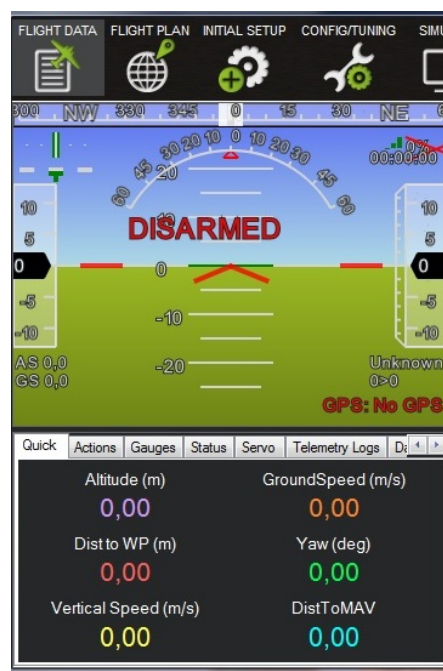 FLIGHT DATA FLIGHT PLAN INITIAL SETUP CONFIG/TUNING SIMU
300 NW 330 345 0 15 30 NE 6
60 45 30 20 10 0 10 20 30 45 60
0%
00:00:00
20
10 10
DISARMED
5 5
0 0 0
-5 -5
-10 -10 -10
AS 0,0 -20 Unknown
GS 0,0 0>0
GPS: No GPS
Quick Actions Gauges Status Servo Telemetry Logs Da
Altitude (m) GroundSpeed (m/s)
0,00 0,00
Dist to WP (m) Yaw (deg)
0,00 0,00
Vertical Speed (m/s) DistToMAV
0,00 0,00